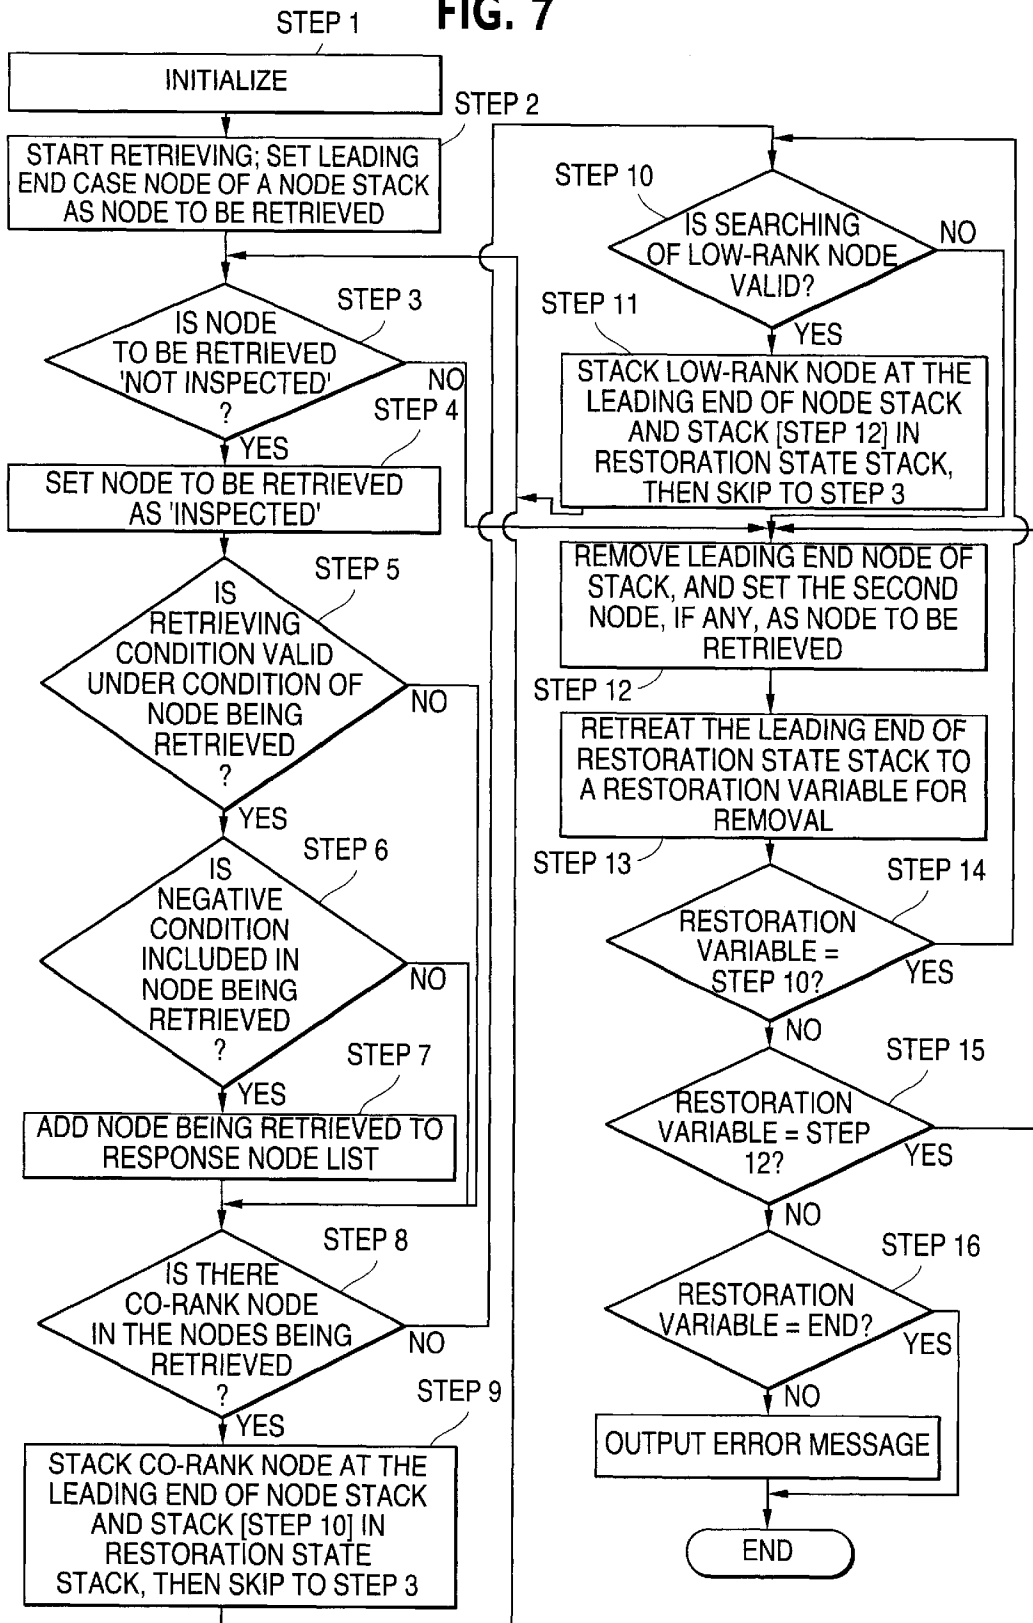 FIG. 7
STEP 1
INITIALIZE
STEP 2
START RETRIEVING; SET LEADING
END CASE NODE OF A NODE STACK
AS NODE TO BE RETRIEVED
STEP 3
IS NODE
TO BE RETRIEVED
'NOT INSPECTED'
?
NO
YES
STEP 4
SET NODE TO BE RETRIEVED
AS 'INSPECTED'
STEP 5
IS
RETRIEVING
CONDITION VALID
UNDER CONDITION OF
NODE BEING
RETRIEVED
?
NO
YES
STEP 6
IS
NEGATIVE
CONDITION
INCLUDED IN
NODE BEING
RETRIEVED
?
NO
YES
STEP 7
ADD NODE BEING RETRIEVED TO
RESPONSE NODE LIST
STEP 8
IS THERE
CO-RANK NODE
IN THE NODES BEING
RETRIEVED
?
NO
YES
STEP 9
STACK CO-RANK NODE AT THE
LEADING END OF NODE STACK
AND STACK [STEP 10] IN
RESTORATION STATE
STACK, THEN SKIP TO STEP 3
STEP 10
IS SEARCHING
OF LOW-RANK NODE
VALID?
NO
YES
STEP 11
STACK LOW-RANK NODE AT THE
LEADING END OF NODE STACK
AND STACK [STEP 12] IN
RESTORATION STATE STACK,
THEN SKIP TO STEP 3
REMOVE LEADING END NODE OF
STACK, AND SET THE SECOND
NODE, IF ANY, AS NODE TO BE
RETRIEVED
STEP 12
RETREAT THE LEADING END OF
RESTORATION STATE STACK TO
A RESTORATION VARIABLE FOR
REMOVAL
STEP 13
STEP 14
RESTORATION
VARIABLE =
STEP 10?
YES
NO
STEP 15
RESTORATION
VARIABLE = STEP
12?
YES
NO
STEP 16
RESTORATION
VARIABLE = END?
YES
NO
OUTPUT ERROR MESSAGE
END